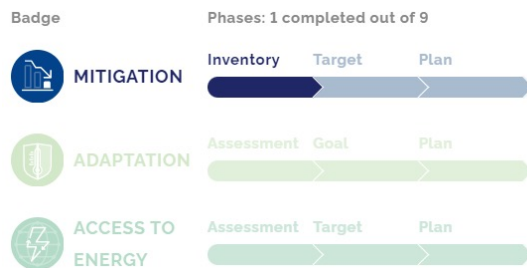 Badge Phases: 1 completed out of 9
Inventory Target Plan
MITIGATION
Assessment Goal Plan
ADAPTATION
Assessment Target Plan
ACCESS TO
ENERGY